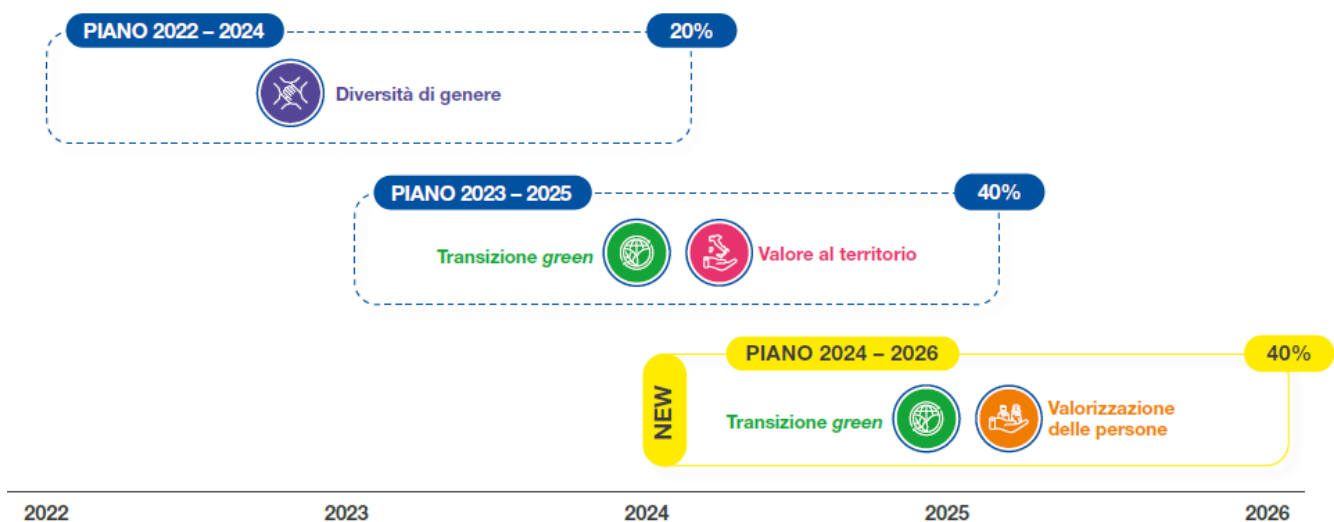 PIANO 2022 – 2024
20%
Diversità di genere
PIANO 2023 – 2025
40%
Transizione green
Valore al territorio
NEW
PIANO 2024 – 2026
40%
Transizione green
Valorizzazione
delle persone
2022 2023 2024 2025 2026